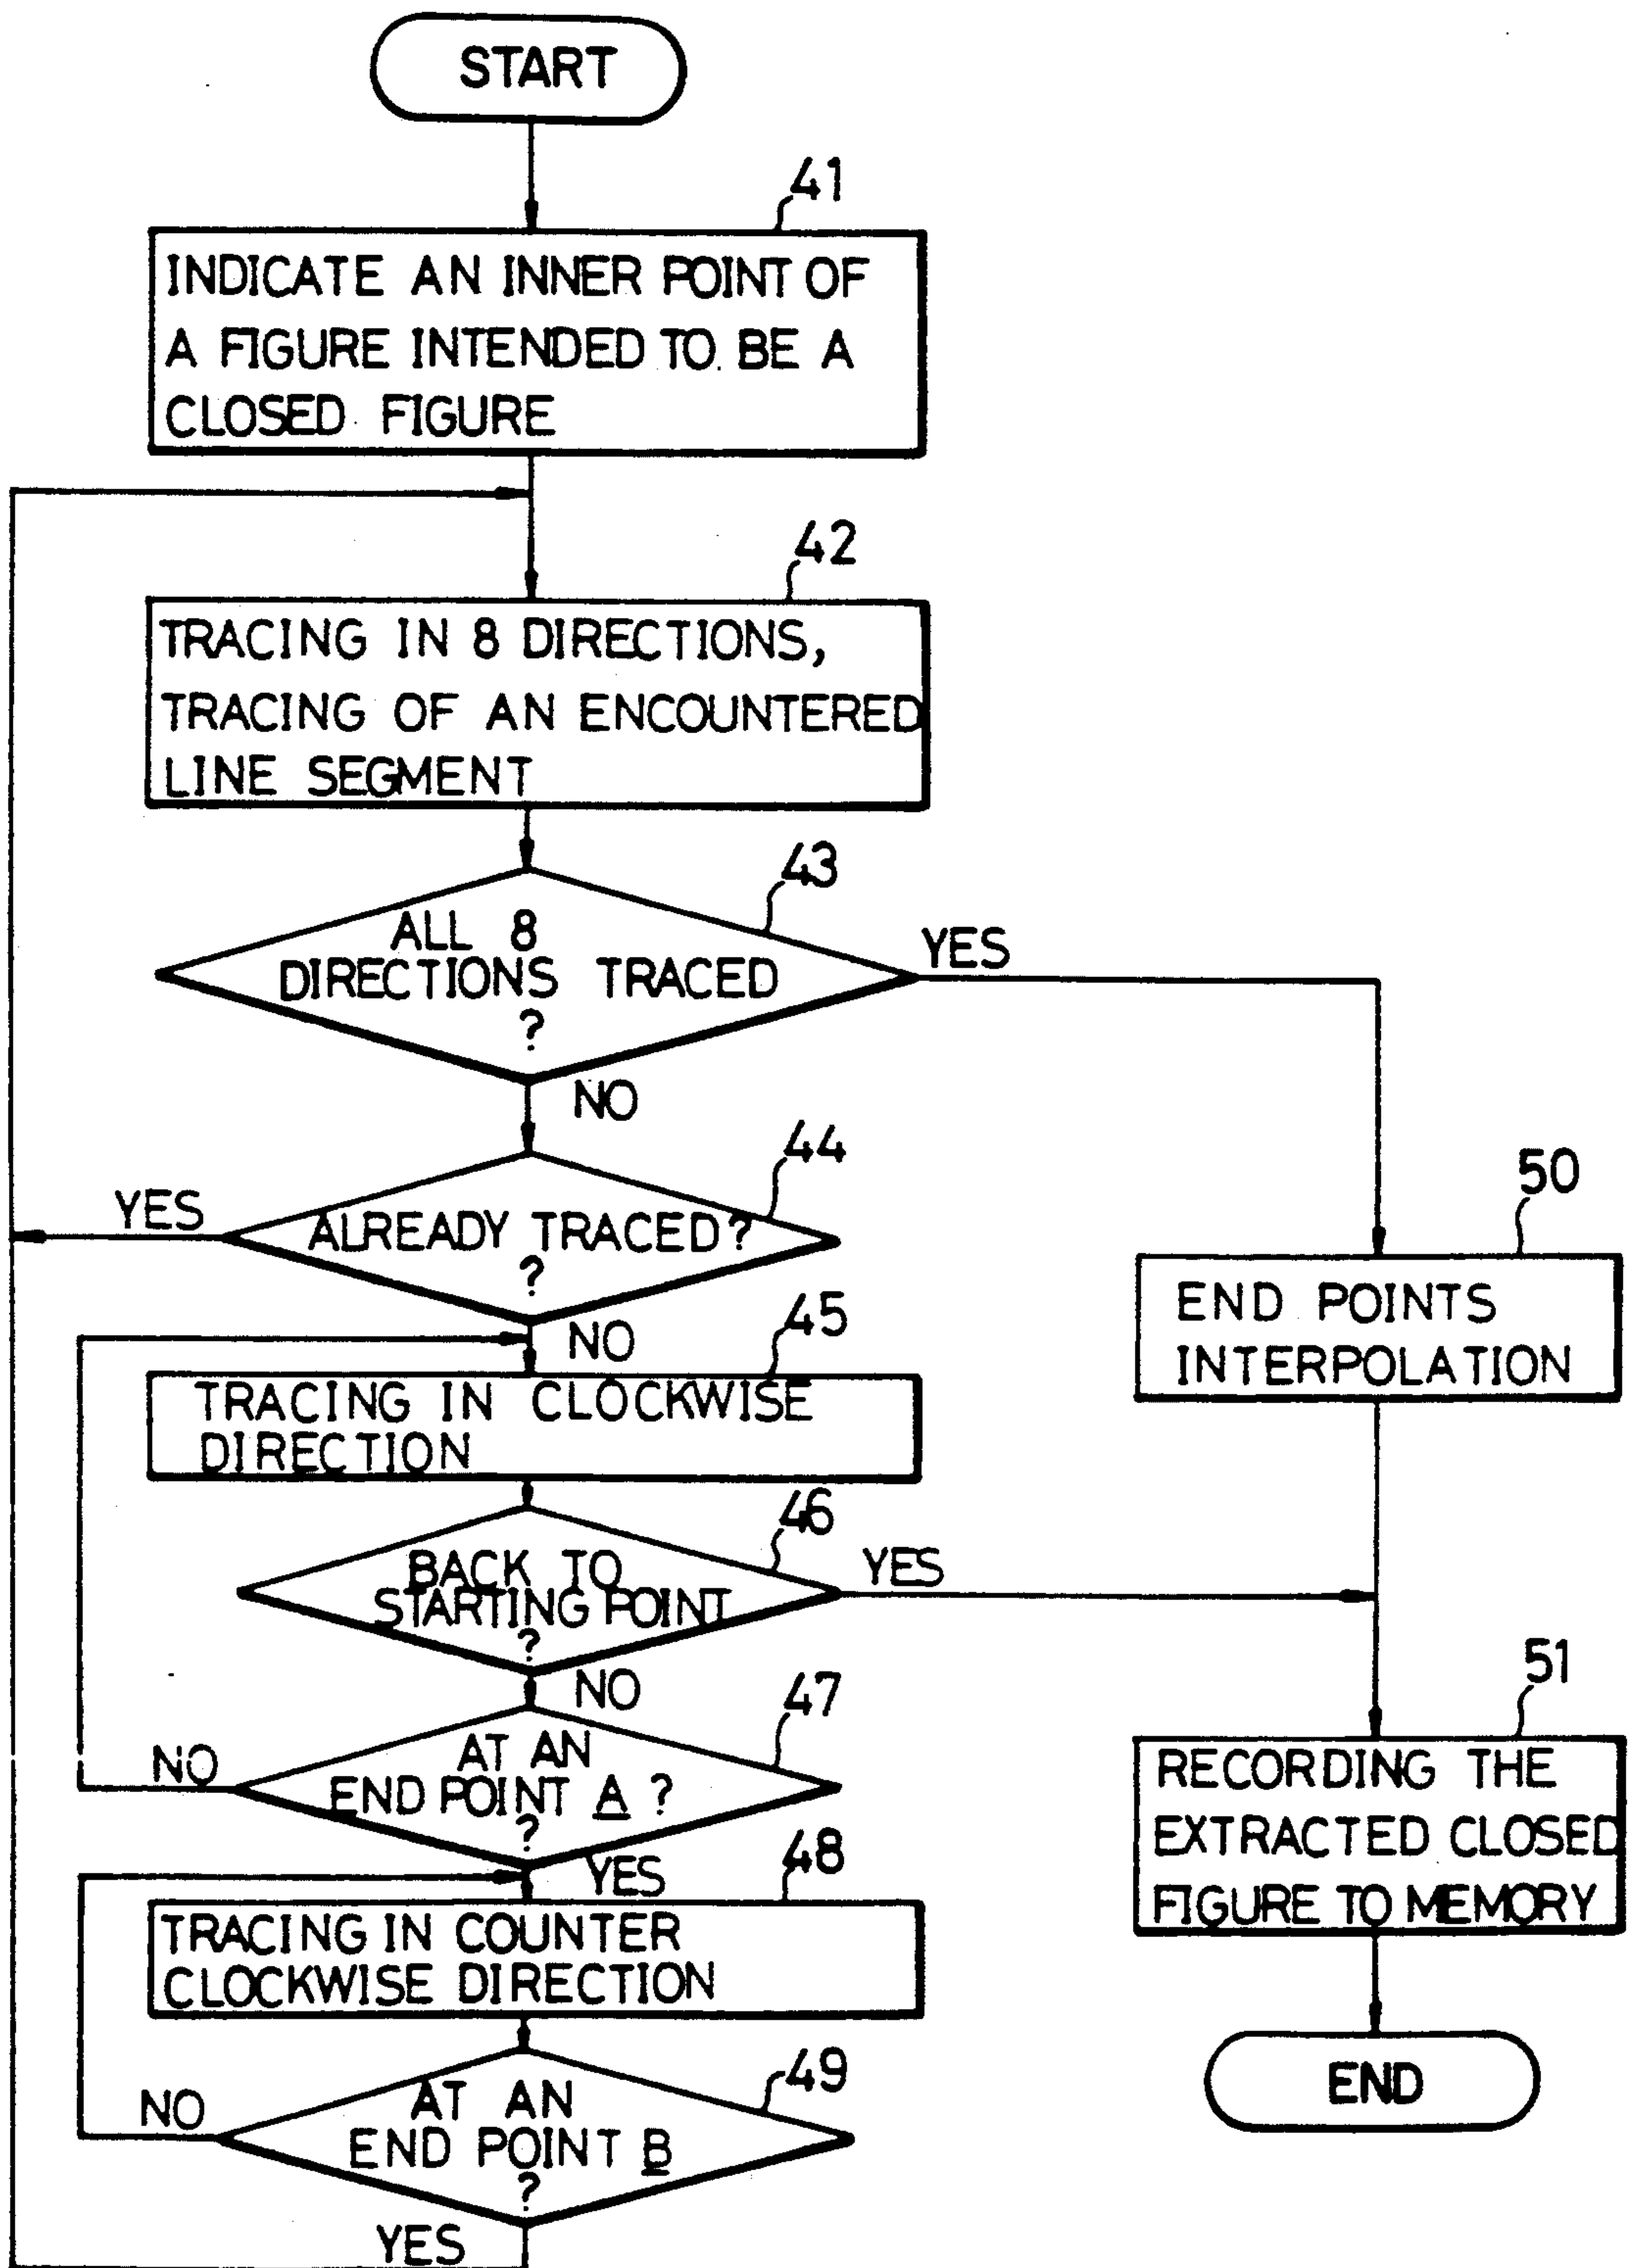 START
41
INDICATE AN INNER POINT OF
A FIGURE INTENDED TO BE A
CLOSED FIGURE
42
TRACING IN 8 DIRECTIONS,
TRACING OF AN ENCOUNTERED
LINE SEGMENT
43
ALL 8
DIRECTIONS TRACED
?
YES
NO
44
ALREADY TRACED?
?
YES
NO
45
TRACING IN CLOCKWISE
DIRECTION
46
BACK TO
STARTING POINT
?
YES
NO
47
AT AN
END POINT A ?
?
NO
YES
48
TRACING IN COUNTER
CLOCKWISE DIRECTION
49
AT AN
END POINT B
?
NO
YES
50
END POINTS
INTERPOLATION
51
RECORDING THE
EXTRACTED CLOSED
FIGURE TO MEMORY
END